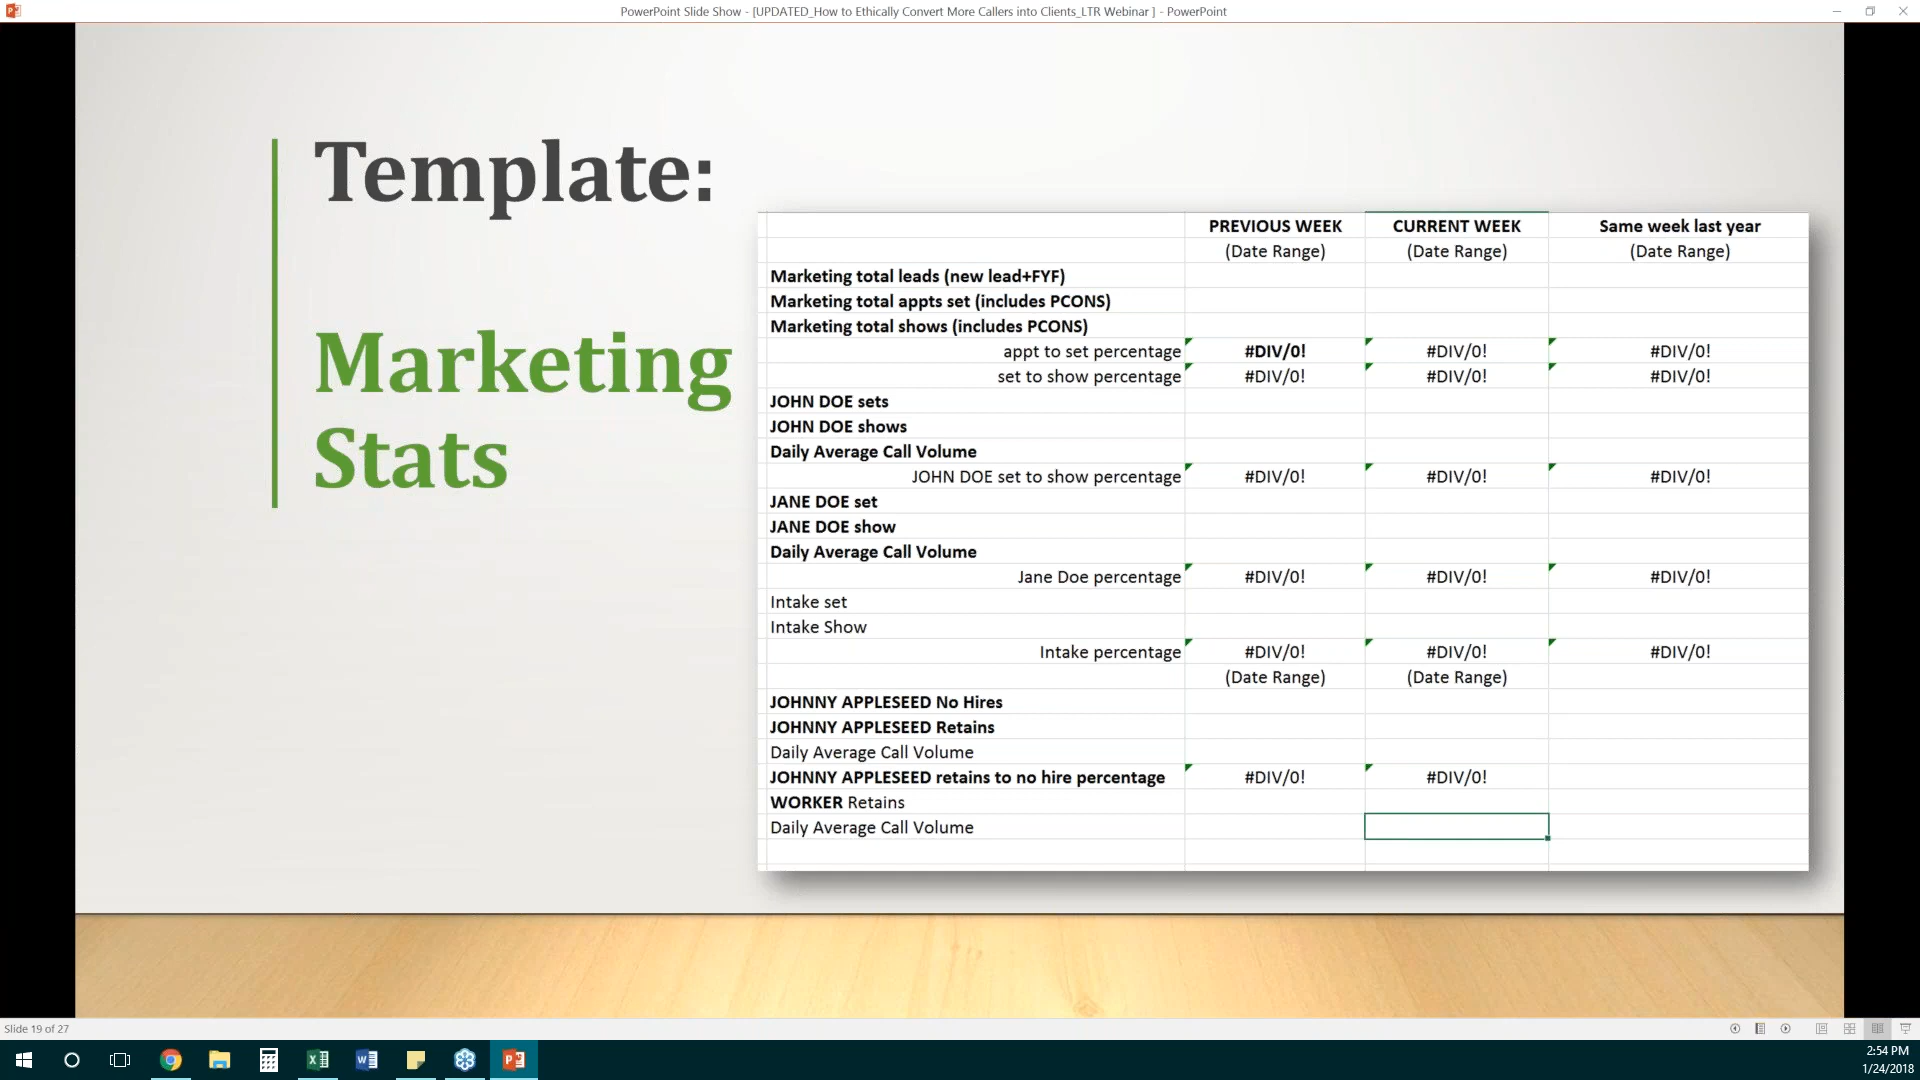 PowerPoint Slide Show - [UPDATED_How to Ethically Convert More Callers into Clients_LTR Webinar ] - PowerPoint
Template:
Marketing
Stats
PREVIOUS WEEK CURRENT WEEK Same week last year
(Date Range) (Date Range) (Date Range)
Marketing total leads (new lead+FYF)
Marketing total appts set (includes PCONS)
Marketing total shows (includes PCONS)
appt to set percentage #DIV/0! #DIV/0! #DIV/0!
set to show percentage #DIV/0! #DIV/0! #DIV/0!
JOHN DOE sets
JOHN DOE shows
Daily Average Call Volume
JOHN DOE set to show percentage #DIV/0! #DIV/0! #DIV/0!
JANE DOE set
JANE DOE show
Daily Average Call Volume
Jane Doe percentage #DIV/0! #DIV/0! #DIV/0!
Intake set
Intake Show
Intake percentage #DIV/0! #DIV/0! #DIV/0!
(Date Range) (Date Range)
JOHNNY APPLESEED No Hires
JOHNNY APPLESEED Retains
Daily Average Call Volume
JOHNNY APPLESEED retains to no hire percentage #DIV/0! #DIV/0!
WORKER Retains
Daily Average Call Volume
Slide 19 of 27
2:54 PM
1/24/2018